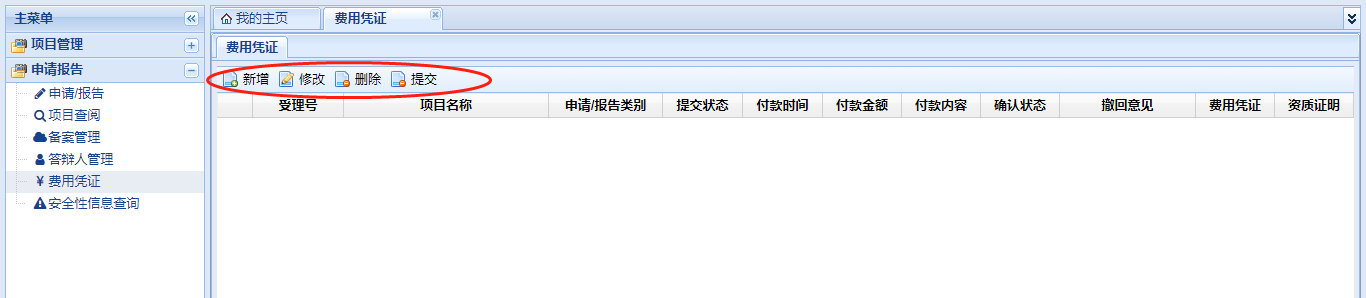 主菜单
项目管理
申请报告
申请/报告
项目查阅
备案管理
答辩人管理
¥ 费用凭证
安全性信息查询
我的主页 费用凭证
费用凭证
新增 修改 删除 提交
受理号 项目名称 申请/报告类别 提交状态 付款时间 付款金额 付款内容 确认状态 撤回意见 费用凭证 资质证明